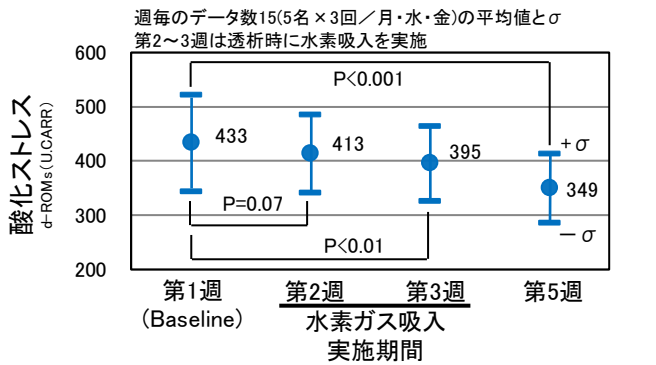 週毎のデータ数15(5名×3回／月・水・金)の平均値とσ
第2～3週は透析時に水素吸入を実施
600
500
400
300
200
酸化ストレス
d-ROMs(U.CARR)
P<0.001
433
413
395
349
+σ
－σ
P=0.07
P<0.01
第1週
(Baseline)
第2週
第3週
第5週
水素ガス吸入
実施期間